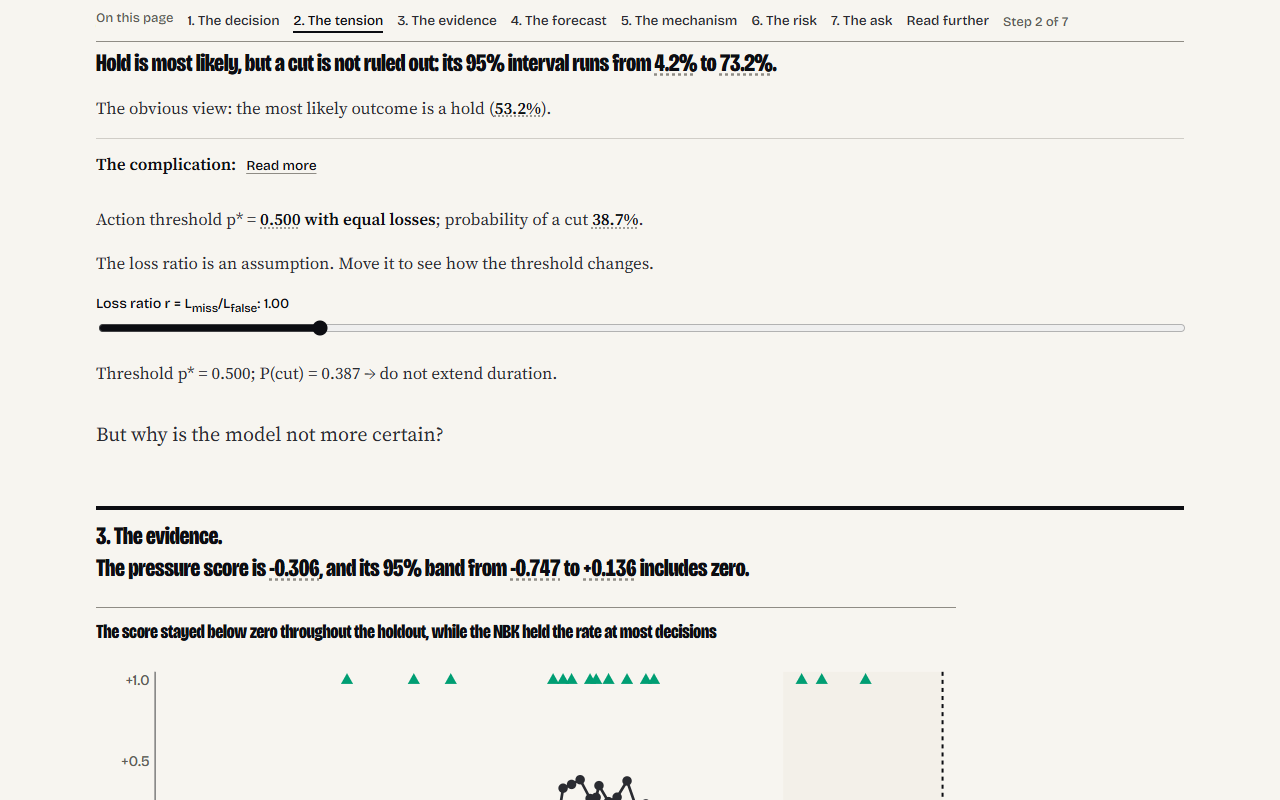 On this page 1. The decision 2. The tension 3. The evidence 4. The forecast 5. The mechanism 6. The risk 7. The ask Read further Step 2 of 7
Hold is most likely, but a cut is not ruled out: its 95% interval runs from 4.2% to 73.2%.
The obvious view: the most likely outcome is a hold (53.2%).
The complication: Read more
Action threshold p* = 0.500 with equal losses; probability of a cut 38.7%.
The loss ratio is an assumption. Move it to see how the threshold changes.
Loss ratio r = Lmiss/Lfalse: 1.00
Threshold p* = 0.500; P(cut) = 0.387 → do not extend duration.
But why is the model not more certain?
3. The evidence.
The pressure score is -0.306, and its 95% band from -0.747 to +0.136 includes zero.
The score stayed below zero throughout the holdout, while the NBK held the rate at most decisions
+1.0
+0.5